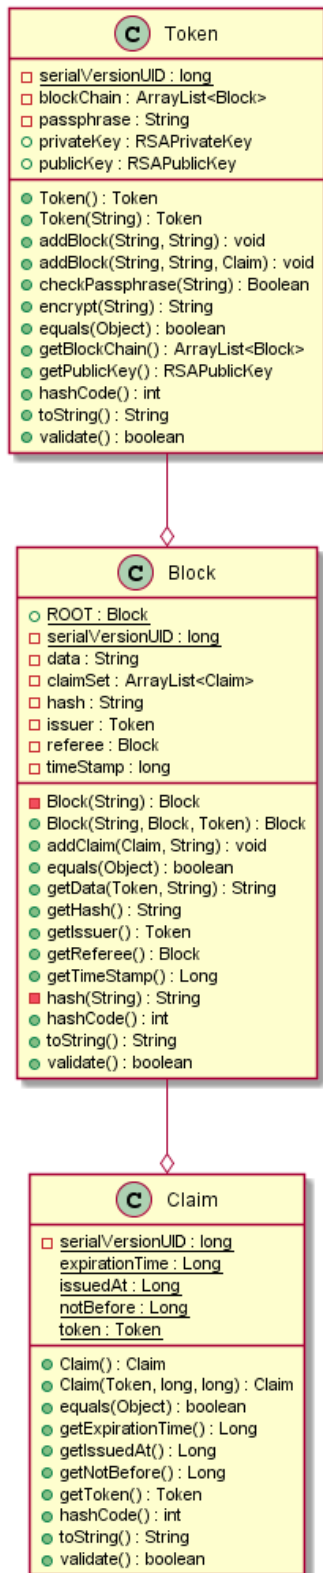 C Token
serialVersionUID : long
blockChain : ArrayList<Block>
passphrase : String
privateKey : RSAPrivateKey
publicKey : RSAPublicKey
Token() : Token
Token(String) : Token
addBlock(String, String) : void
addBlock(String, String, Claim) : void
checkPassphrase(String) : Boolean
encrypt(String) : String
equals(Object) : boolean
getBlockChain() : ArrayList<Block>
getPublicKey() : RSAPublicKey
hashCode() : int
toString() : String
validate() : boolean
C Block
ROOT : Block
serialVersionUID : long
data : String
claimSet : ArrayList<Claim>
hash : String
issuer : Token
referee : Block
timeStamp : long
Block(String) : Block
Block(String, Block, Token) : Block
addClaim(Claim, String) : void
equals(Object) : boolean
getData(Token, String) : String
getHash() : String
getIssuer() : Token
getReferee() : Block
getTimeStamp() : Long
hash(String) : String
hashCode() : int
toString() : String
validate() : boolean
C Claim
serialVersionUID : long
expirationTime : Long
issuedAt : Long
notBefore : Long
token : Token
Claim() : Claim
Claim(Token, long, long) : Claim
equals(Object) : boolean
getExpirationTime() : Long
getIssuedAt() : Long
getNotBefore() : Long
getToken() : Token
hashCode() : int
toString() : String
validate() : boolean